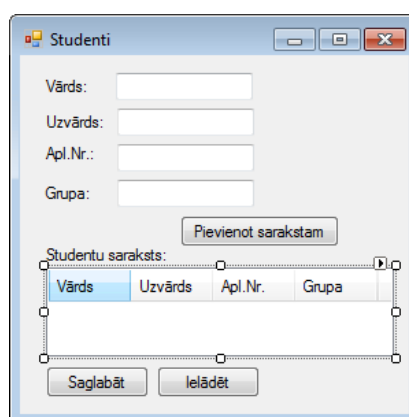 Studenti
Vārds:
Uzvārds:
Apl.Nr.:
Grupa:
Pievienot sarakstam
Studentu saraksts:
Vārds Uzvārds Apl.Nr. Grupa
Saglabāt Ielādēt